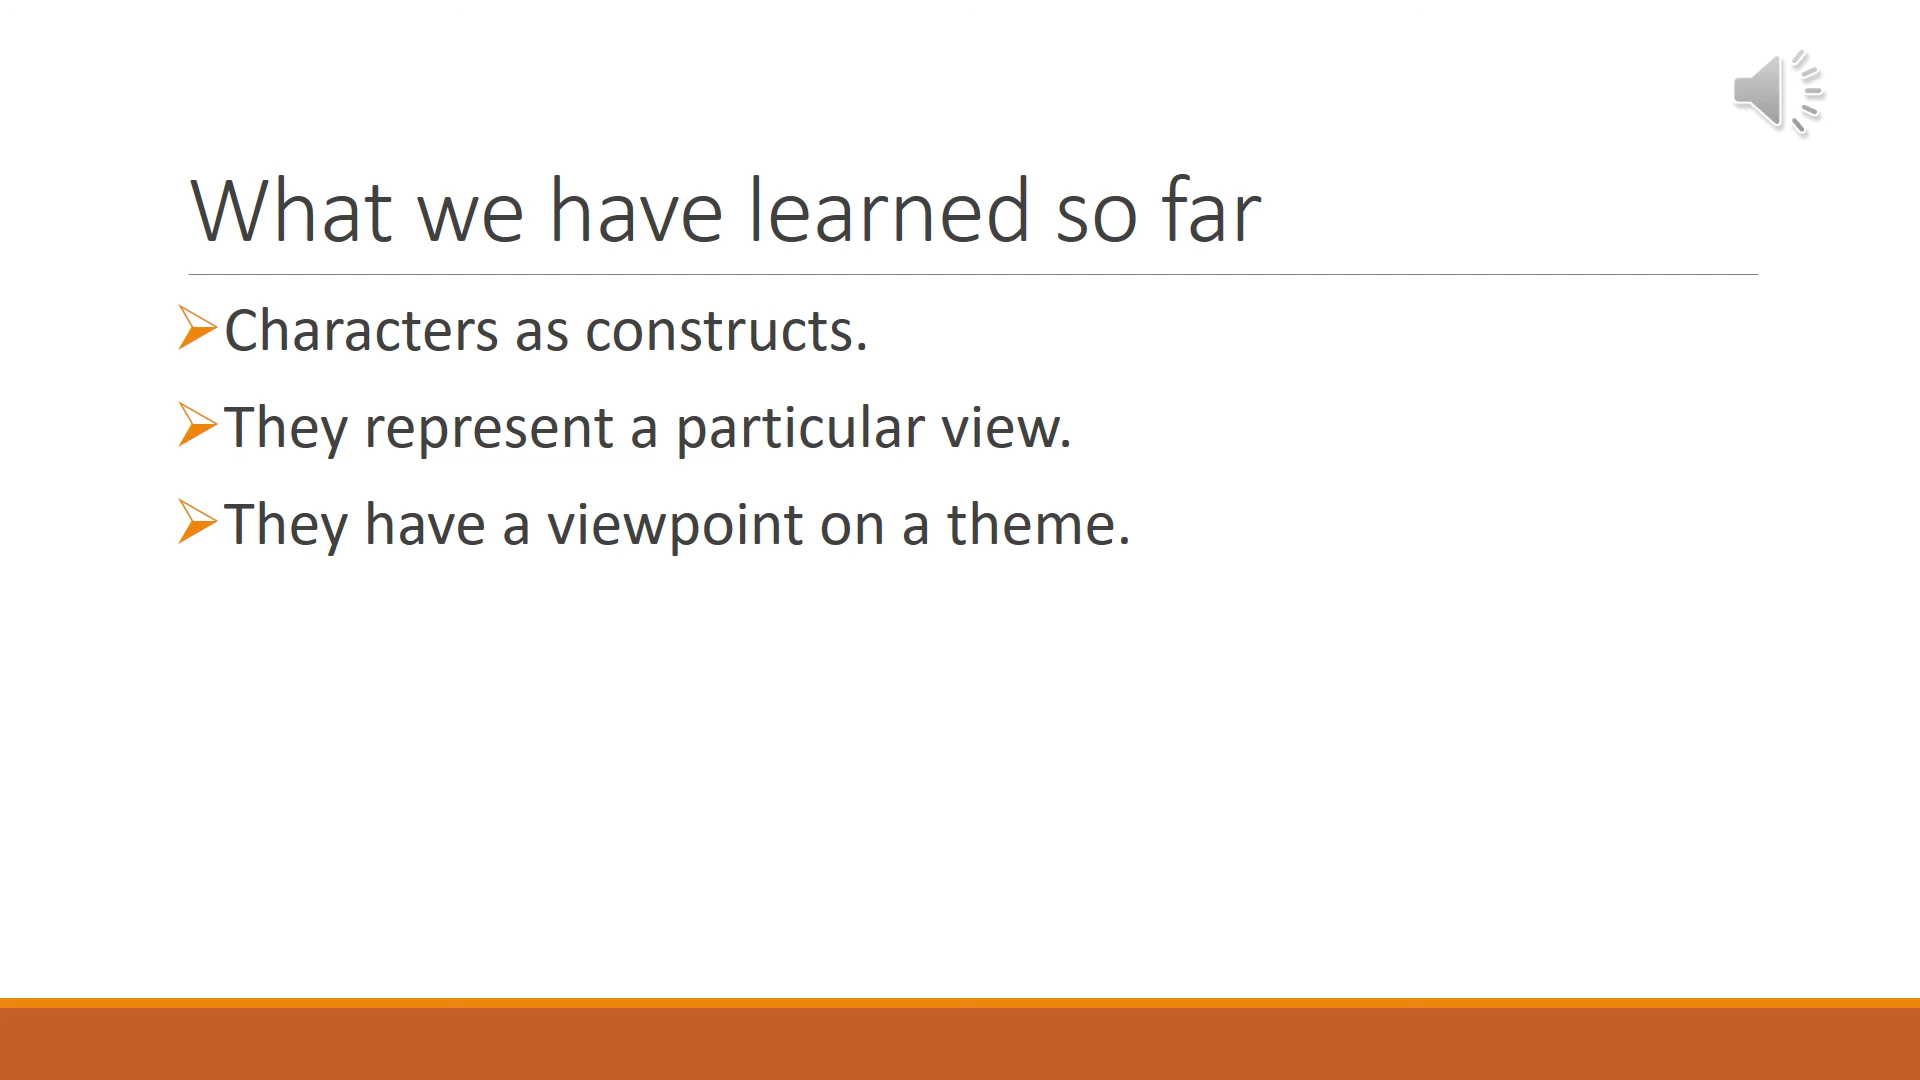 What we have learned so far
Characters as constructs.
They represent a particular view.
They have a viewpoint on a theme.